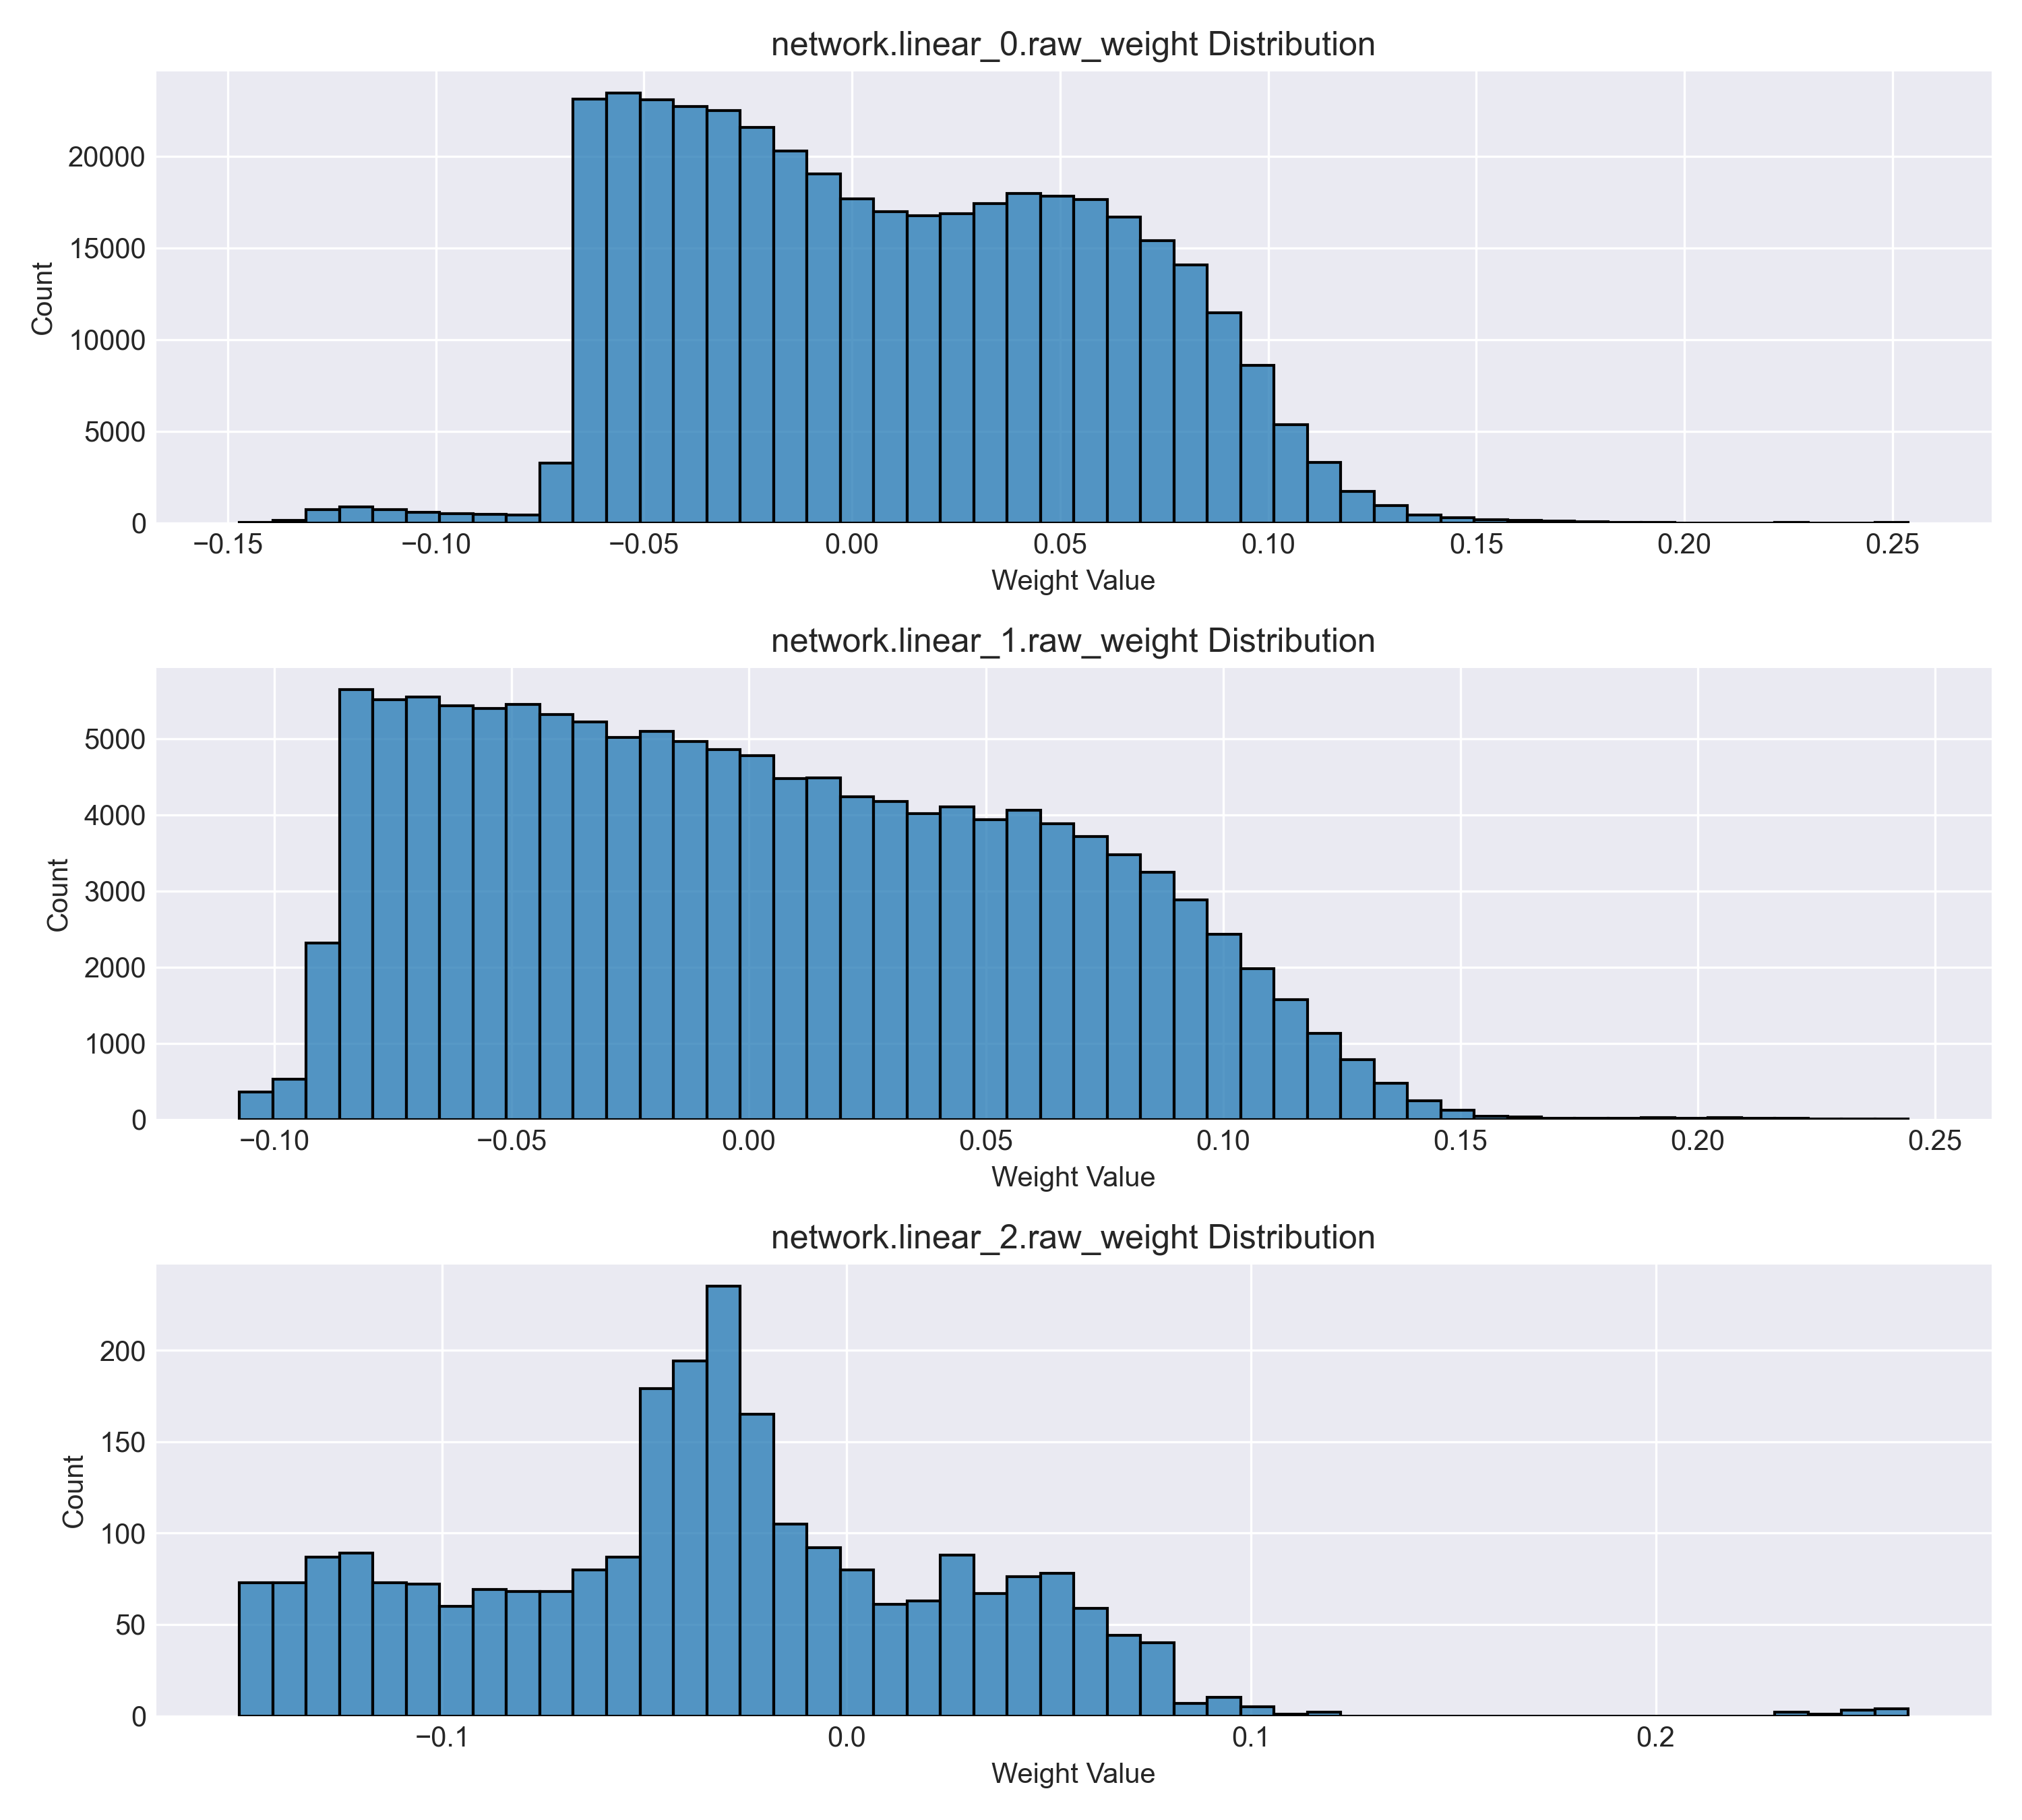 network.linear_0.raw_weight Distribution
20000
15000
10000
5000
0
Count
−0.15 −0.10 −0.05 0.00 0.05 0.10 0.15 0.20 0.25
Weight Value
network.linear_1.raw_weight Distribution
5000
4000
3000
2000
1000
0
Count
−0.10 −0.05 0.00 0.05 0.10 0.15 0.20 0.25
Weight Value
network.linear_2.raw_weight Distribution
200
150
100
50
0
Count
−0.1 0.0 0.1 0.2
Weight Value